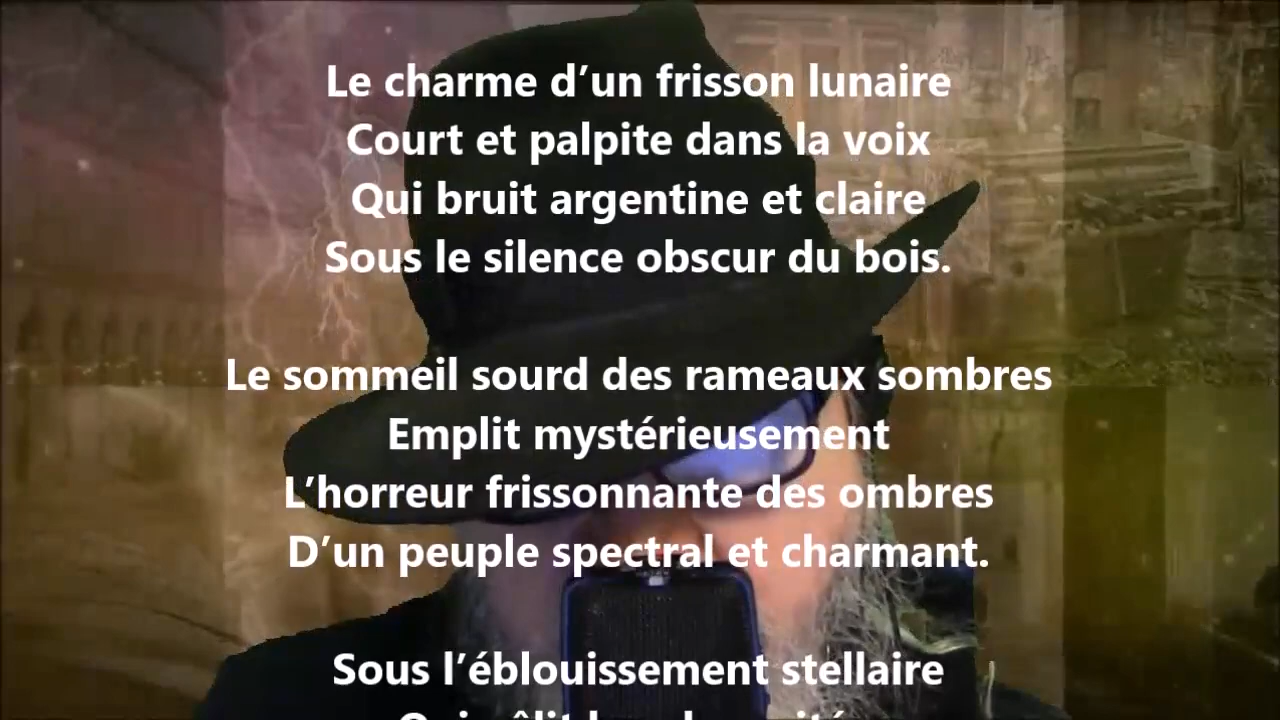 Le charme d’un frisson lunaire
Court et palpite dans la voix
Qui bruit argentine et claire
Sous le silence obscur du bois.
Le sommeil sourd des rameaux sombres
Emplit mystérieusement
L’horreur frissonnante des ombres
D’un peuple spectral et charmant.
Sous l’éblouissement stellaire